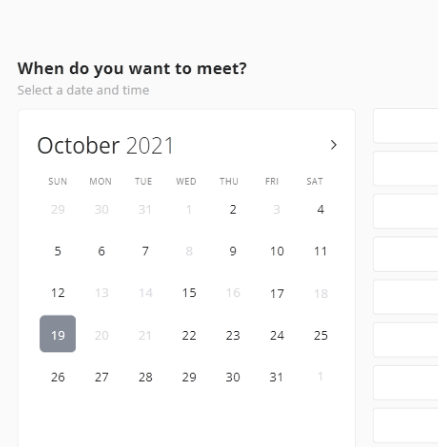 When do you want to meet?
Select a date and time
October 2021
SUN MON TUE WED THU FRI SAT
29 30 31 1 2 3 4
5 6 7 8 9 10 11
12 13 14 15 16 17 18
19 20 21 22 23 24 25
26 27 28 29 30 31 1